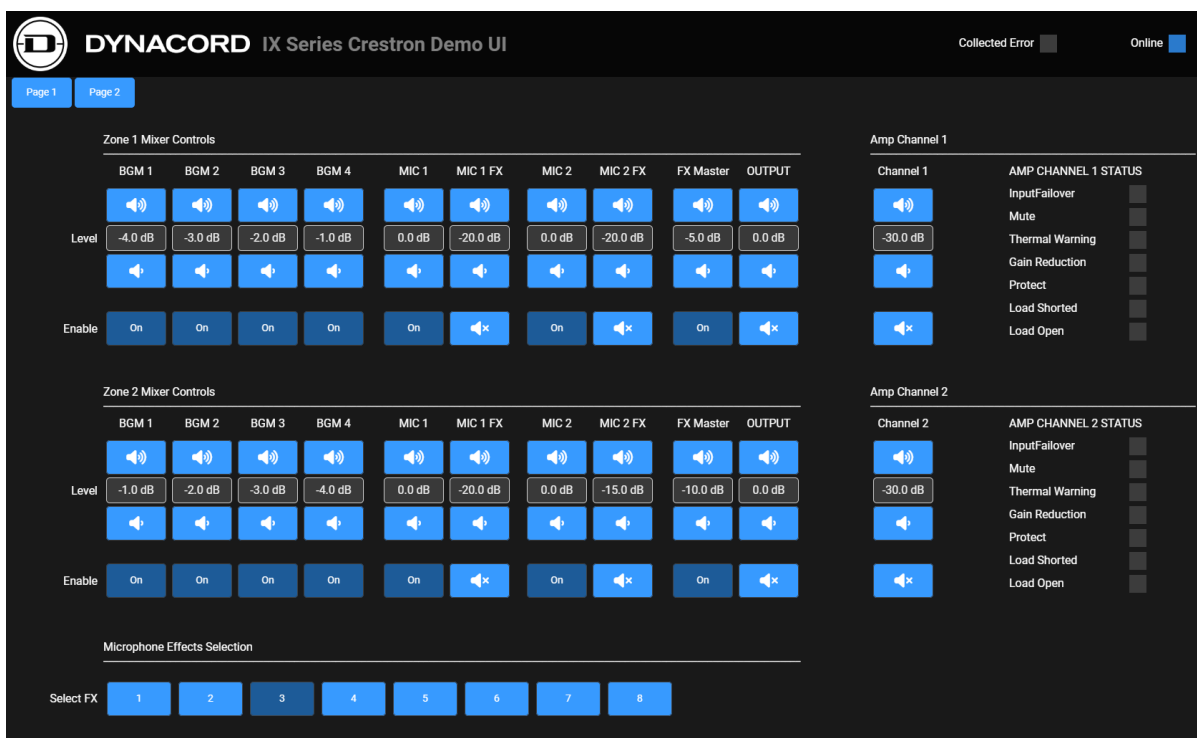 DYNACORD IX Series Crestron Demo UI Collected Error Online
Page 1 Page 2
Zone 1 Mixer Controls Amp Channel 1
BGM 1 BGM 2 BGM 3 BGM 4 MIC 1 MIC 1 FX MIC 2 MIC 2 FX FX Master OUTPUT Channel 1 AMP CHANNEL 1 STATUS
InputFailover
Mute
Level -4.0 dB -3.0 dB -2.0 dB -1.0 dB 0.0 dB -20.0 dB 0.0 dB -20.0 dB -5.0 dB 0.0 dB -30.0 dB Thermal Warning
Gain Reduction
Protect
Load Shorted
Enable On On On On On On On Load Open
Zone 2 Mixer Controls Amp Channel 2
BGM 1 BGM 2 BGM 3 BGM 4 MIC 1 MIC 1 FX MIC 2 MIC 2 FX FX Master OUTPUT Channel 2 AMP CHANNEL 2 STATUS
InputFailover
Mute
Level -1.0 dB -2.0 dB -3.0 dB -4.0 dB 0.0 dB -20.0 dB 0.0 dB -15.0 dB -10.0 dB 0.0 dB -30.0 dB Thermal Warning
Gain Reduction
Protect
Load Shorted
Enable On On On On On On On Load Open
Microphone Effects Selection
Select FX 1 2 3 4 5 6 7 8